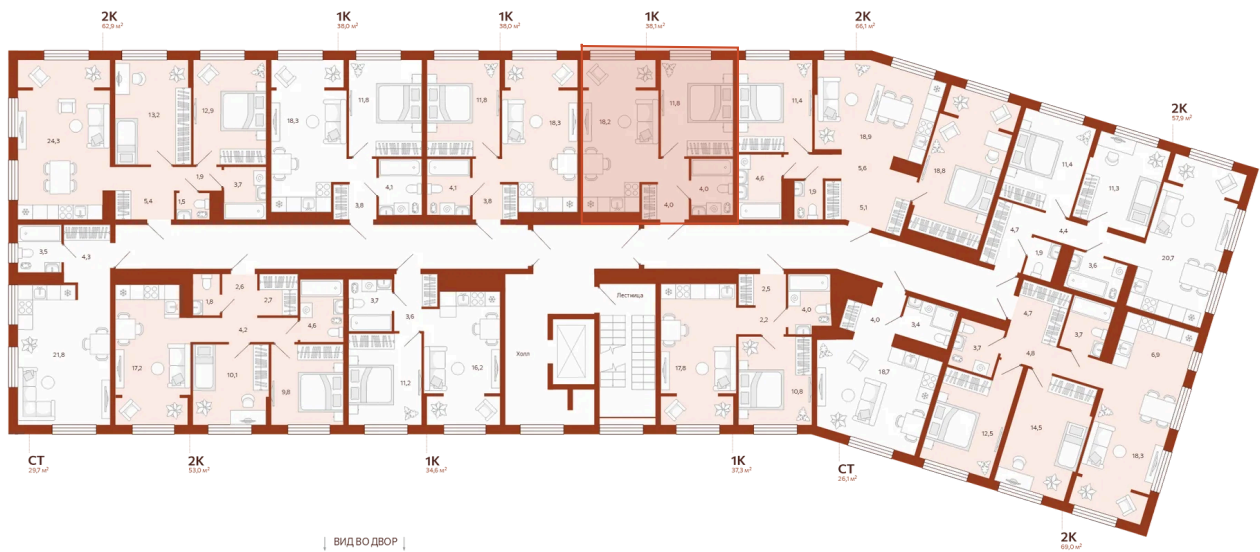 2К
62,9 м²
1К
38,0 м²
1К
38,0 м²
1К
38,1 м²
2К
66,1 м²
2К
57,9 м²
24,3
13,2
12,9
1,9
3,7
1,5
5,4
18,3
11,8
4,1
3,8
11,8
4,1
3,8
18,3
18,2
11,8
4,0
4,0
11,4
4,6
1,9
18,9
5,6
5,1
18,8
11,4
4,7
1,9
4,4
3,6
11,3
20,7
3,5
4,3
21,8
17,2
1,8
2,6
2,7
4,2
4,6
10,1
9,8
3,7
3,6
11,2
16,2
Холл
Лестница
17,8
2,5
2,2
4,0
10,8
4,0
3,4
18,7
3,7
12,5
4,7
4,8
3,7
14,5
6,9
18,3
СТ
29,7 м²
2К
53,0 м²
1К
34,6 м²
1К
37,3 м²
СТ
26,1 м²
2К
69,0 м²
↓ ВИД ВО ДВОР ↓